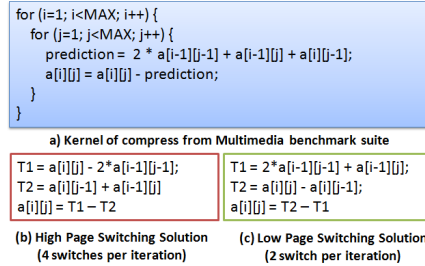 for (i=1; i<MAX; i++) {
for (j=1; j<MAX; j++) {
prediction = 2 * a[i-1][j-1] + a[i-1][j] + a[i][j-1];
a[i][j] = a[i][j] - prediction;
}
}
a) Kernel of compress from Multimedia benchmark suite
T1 = a[i][j] - 2*a[i-1][j-1];
T2 = a[i][j-1] + a[i-1][j]
a[i][j] = T1 – T2
(b) High Page Switching Solution
(4 switches per iteration)
T1 = 2*a[i-1][j-1] + a[i-1][j];
T2 = a[i][j] - a[i][j-1];
a[i][j] = T2 – T1
(c) Low Page Switching Solution
(2 switch per iteration)